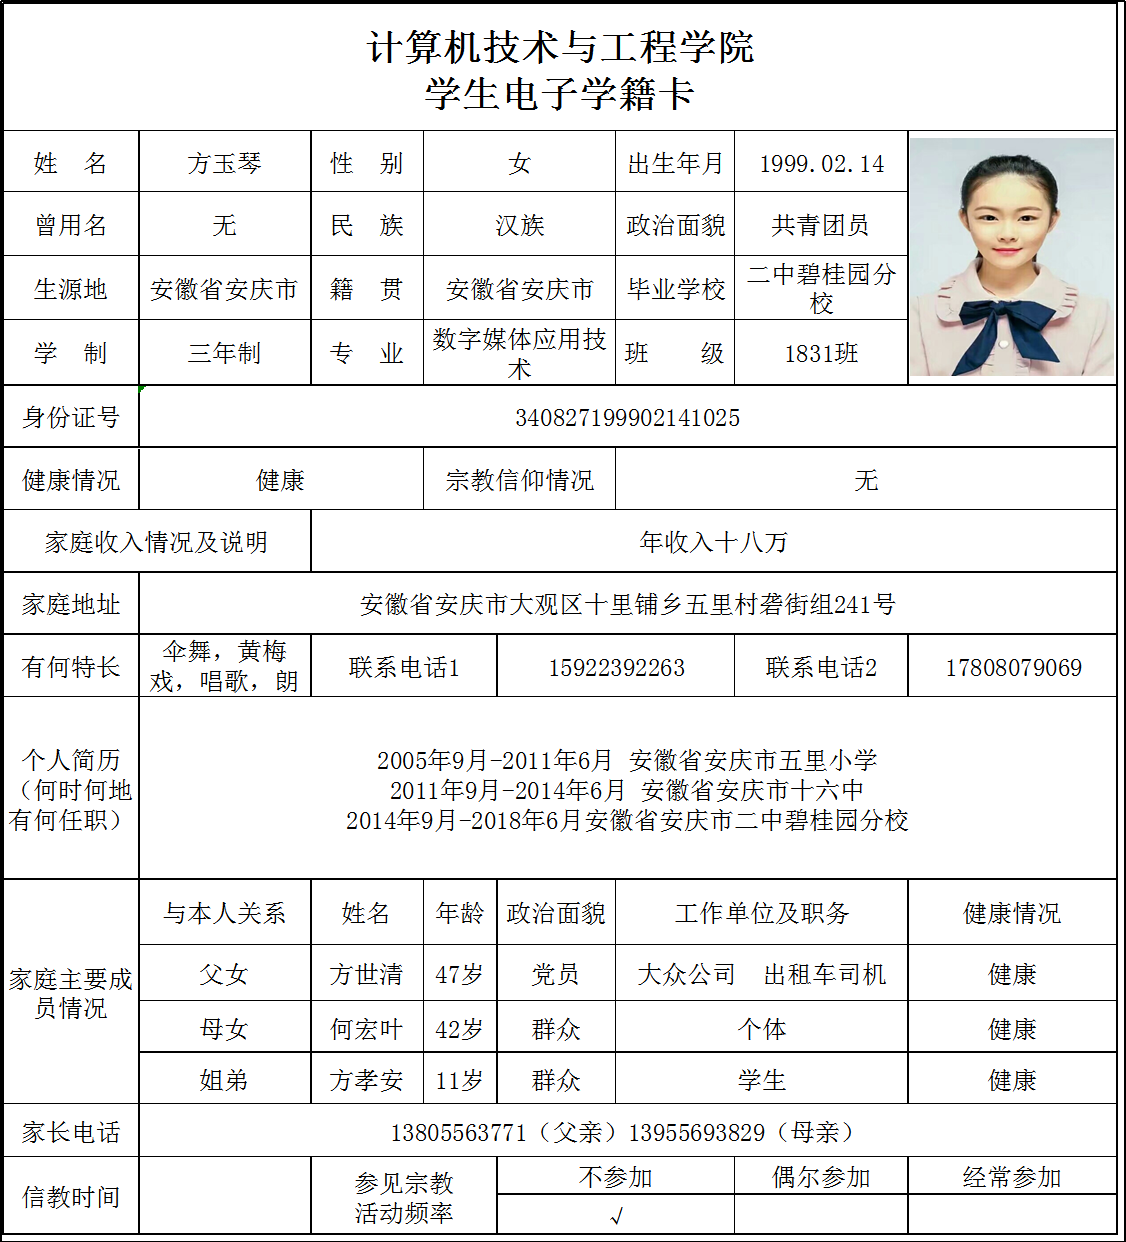 计算机技术与工程学院
学生电子学籍卡
姓 名 方玉琴 性 别 女 出生年月 1999.02.14
曾用名 无 民 族 汉族 政治面貌 共青团员
生源地 安徽省安庆市 籍 贯 安徽省安庆市 毕业学校 二中碧桂园分
校
学 制 三年制 专 业 数字媒体应用技
术
班 级 1831班
身份证号 340827199902141025
健康情况 健康 宗教信仰情况 无
家庭收入情况及说明 年收入十八万
家庭地址 安徽省安庆市大观区十里铺乡五里村砻街组241号
有何特长 伞舞，黄梅
戏，唱歌，朗
联系电话1 15922392263 联系电话2 17808079069
个人简历
（何时何地
有何任职）
2005年9月-2011年6月 安徽省安庆市五里小学
2011年9月-2014年6月 安徽省安庆市十六中
2014年9月-2018年6月安徽省安庆市二中碧桂园分校
家庭主要成
员情况
与本人关系 姓名 年龄 政治面貌 工作单位及职务 健康情况
父女 方世清 47岁 党员 大众公司 出租车司机 健康
母女 何宏叶 42岁 群众 个体 健康
姐弟 方孝安 11岁 群众 学生 健康
家长电话 13805563771（父亲）13955693829（母亲）
信教时间 参见宗教
活动频率
不参加 偶尔参加 经常参加
√